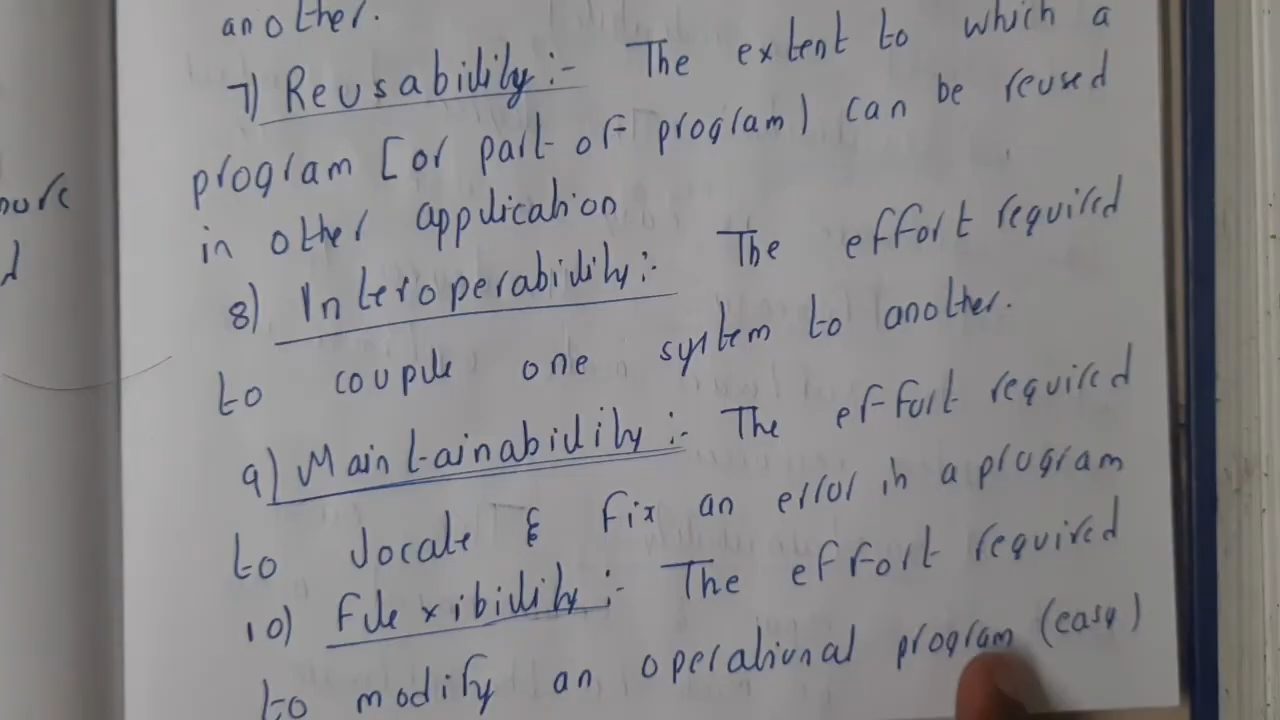 another.
7) Reusability :- The extent to which a
program [or part of program) can be reused
in other application
8) Interoperability :- The effort required
to couple one system to another.
9) Maintainability :- The effort required
to locate & fix an error in a program
10) Flexibility :- The effort required
to modify an operational program (easy)